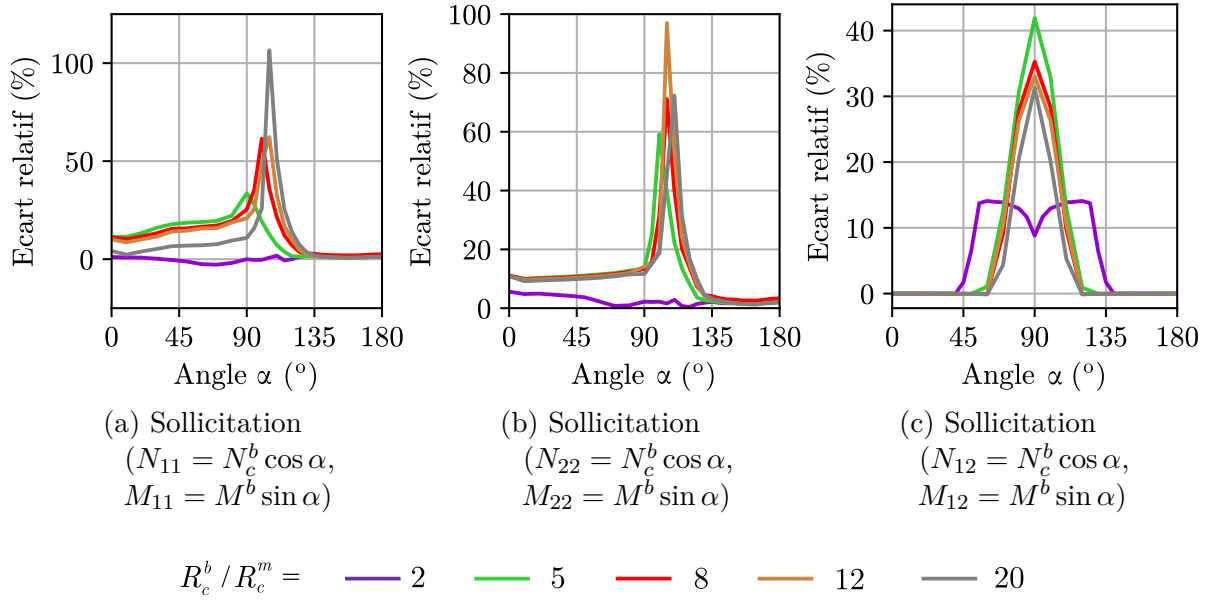 Ecart relatif (%)
100
50
0
0 45 90 135 180
Angle α (°)
(a) Sollicitation
(N₁₁ = N_c^b cos α,
M₁₁ = M^b sin α)
Ecart relatif (%)
100
80
60
40
20
0
0 45 90 135 180
Angle α (°)
(b) Sollicitation
(N₂₂ = N_c^b cos α,
M₂₂ = M^b sin α)
Ecart relatif (%)
40
30
20
10
0
0 45 90 135 180
Angle α (°)
(c) Sollicitation
(N₁₂ = N_c^b cos α,
M₁₂ = M^b sin α)
R_c^b / R_c^m = 2 5 8 12 20